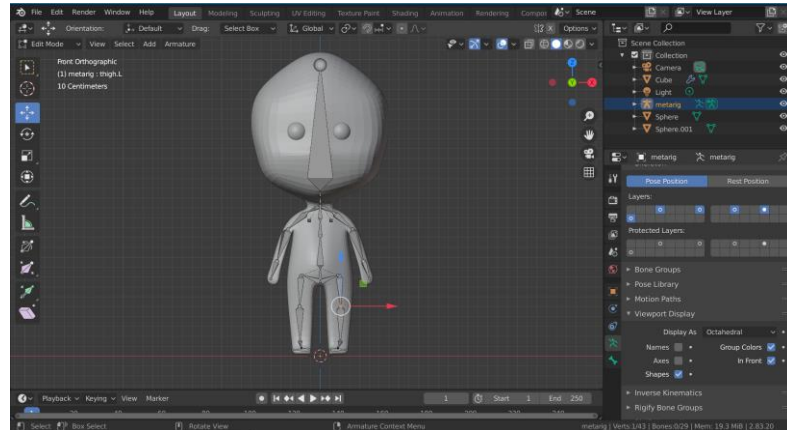 File Edit Render Window Help Layout Modeling Sculpting UV Editing Texture Paint Shading Animation Rendering Compos Scene View Layer
Orientation: Default Drag: Select Box Global Options
Edit Mode View Select Add Armature
Front Orthographic
(1) metarig : thigh.L
10 Centimeters
Scene Collection
Collection
Camera
Cube
Light
metarig
Sphere
Sphere.001
metarig metarig
Pose Position Rest Position
Layers:
Protected Layers:
Bone Groups
Pose Library
Motion Paths
Viewport Display
Display As Octahedral
Names Group Colors
Axes In Front
Shapes
Inverse Kinematics
Rigify Bone Groups
Playback Keying View Marker 1 Start 1 End 250
Select Box Select Rotate View Armature Context Menu metarig | Verts:1/43 | Bones:0/29 | Mem: 19.3 MiB | 2.83.20